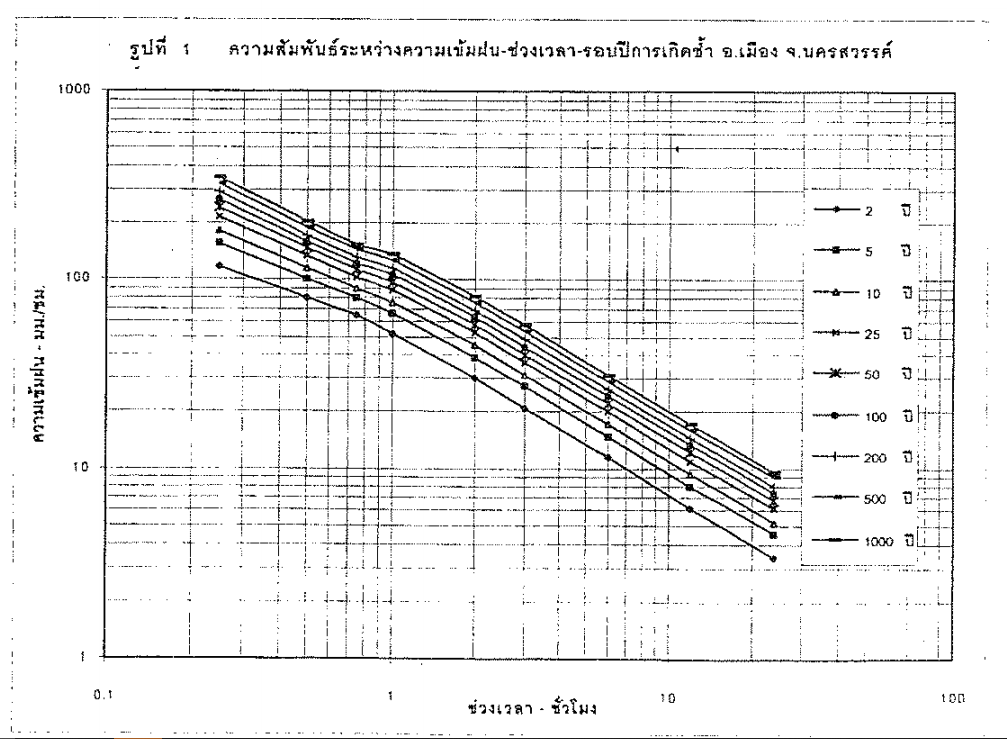 รูปที่ 1 ความสัมพันธ์ระหว่างความเข้มฝน-ช่วงเวลา-รอบปีการเกิดซ้ำ อ.เมือง จ.นครสวรรค์
1000
100
10
1
ความเข้มฝน - มม./ชม.
2 ปี
5 ปี
10 ปี
25 ปี
50 ปี
100 ปี
200 ปี
500 ปี
1000 ปี
0.1
1
10
100
ช่วงเวลา - ชั่วโมง